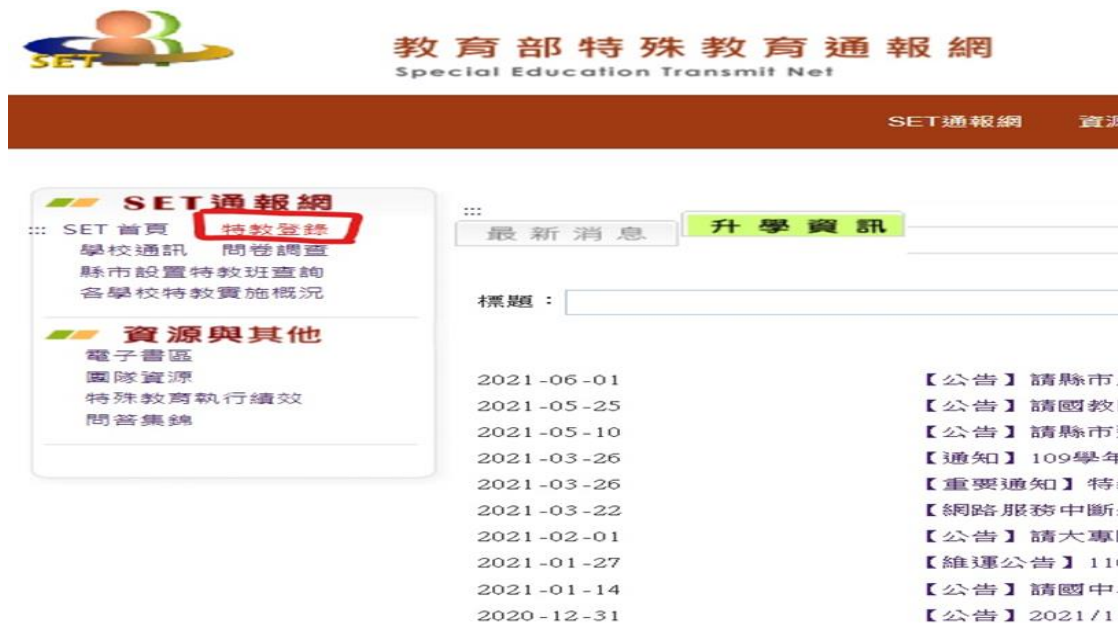 SET
教育部特殊教育通報網
Special Education Transmit Net
SET通報網 資源
SET通報網
::: SET 首頁 特教登錄
學校通訊 問卷調查
縣市設置特教班查詢
各學校特教實施概況
資源與其他
電子書區
團隊資源
特殊教育執行績效
問答集錦
:::
最新消息 升學資訊
標題：
2021-06-01 【公告】請縣市
2021-05-25 【公告】請國教
2021-05-10 【公告】請縣市
2021-03-26 【通知】109學年
2021-03-26 【重要通知】特
2021-03-22 【網路服務中斷
2021-02-01 【公告】請大專
2021-01-27 【維運公告】110
2021-01-14 【公告】請國中
2020-12-31 【公告】2021/1